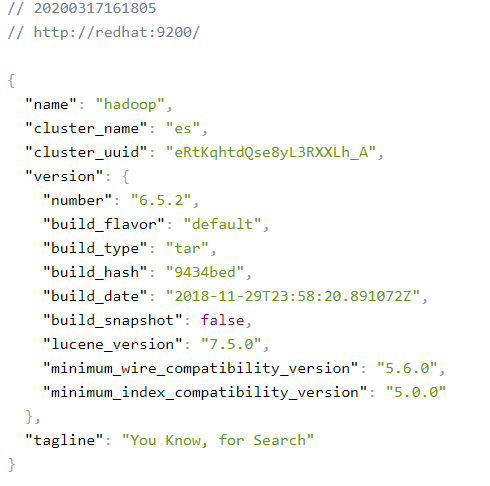 // 20200317161805
// http://redhat:9200/
{
"name": "hadoop",
"cluster_name": "es",
"cluster_uuid": "eRtKqhtdQse8yL3RXXLh_A",
"version": {
"number": "6.5.2",
"build_flavor": "default",
"build_type": "tar",
"build_hash": "9434bed",
"build_date": "2018-11-29T23:58:20.891072Z",
"build_snapshot": false,
"lucene_version": "7.5.0",
"minimum_wire_compatibility_version": "5.6.0",
"minimum_index_compatibility_version": "5.0.0"
},
"tagline": "You Know, for Search"
}